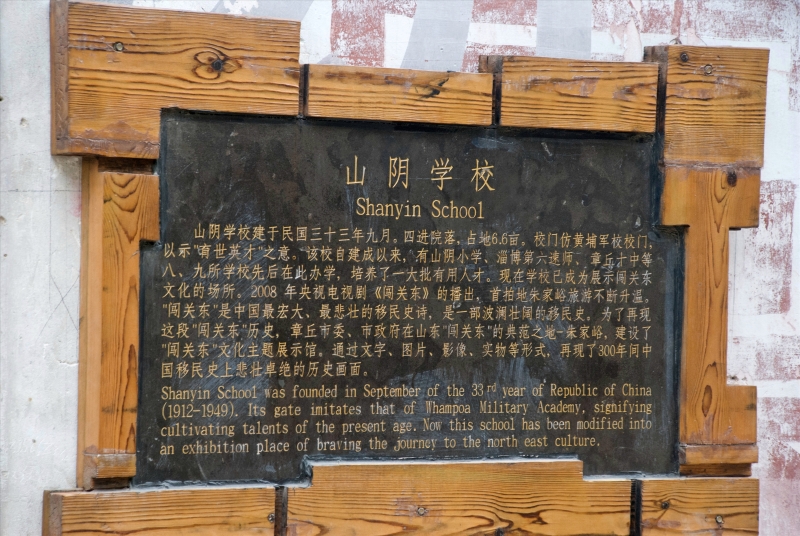 山阴学校
Shanyin School
山阴学校建于民国三十三年九月。四进院落，占地6.6亩。校门仿黄埔军校校门，
以示"育世英才"之意。该校自建成以来，有山阴小学、淄博第六速师、章丘十中等
八、九所学校先后在此办学，培养了一大批有用人才。现在学校已成为展示闯关东
文化的场所。2008 年央视电视剧《闯关东》的播出，首拍地朱家峪旅游不断升温。
"闯关东"是中国最宏大、最悲壮的移民史诗，是一部波澜壮阔的移民史。为了再现
这段"闯关东"历史，章丘市委、市政府在山东"闯关东"的典范之地-朱家峪，建设了
"闯关东"文化主题展示馆。通过文字、图片、影像、实物等形式，再现了300年间中
国移民史上悲壮卓绝的历史画面。
Shanyin School was founded in September of the 33rd year of Republic of China
(1912-1949). Its gate imitates that of Whampoa Military Academy, signifying
cultivating talents of the present age. Now this school has been modified into
an exhibition place of braving the journey to the north east culture.